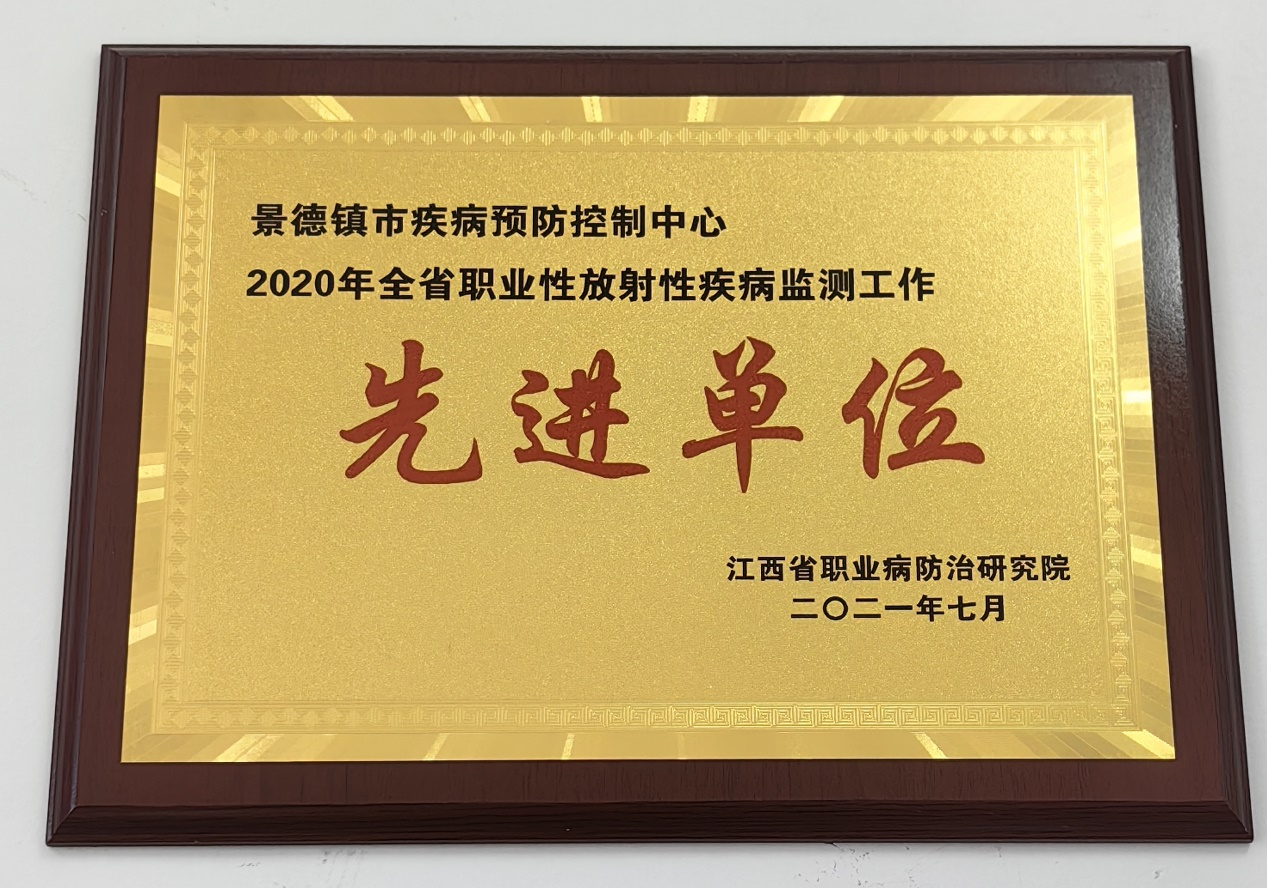 景德镇市疾病预防控制中心
2020年全省职业性放射性疾病监测工作
先进单位
江西省职业病防治研究院
二〇二一年七月